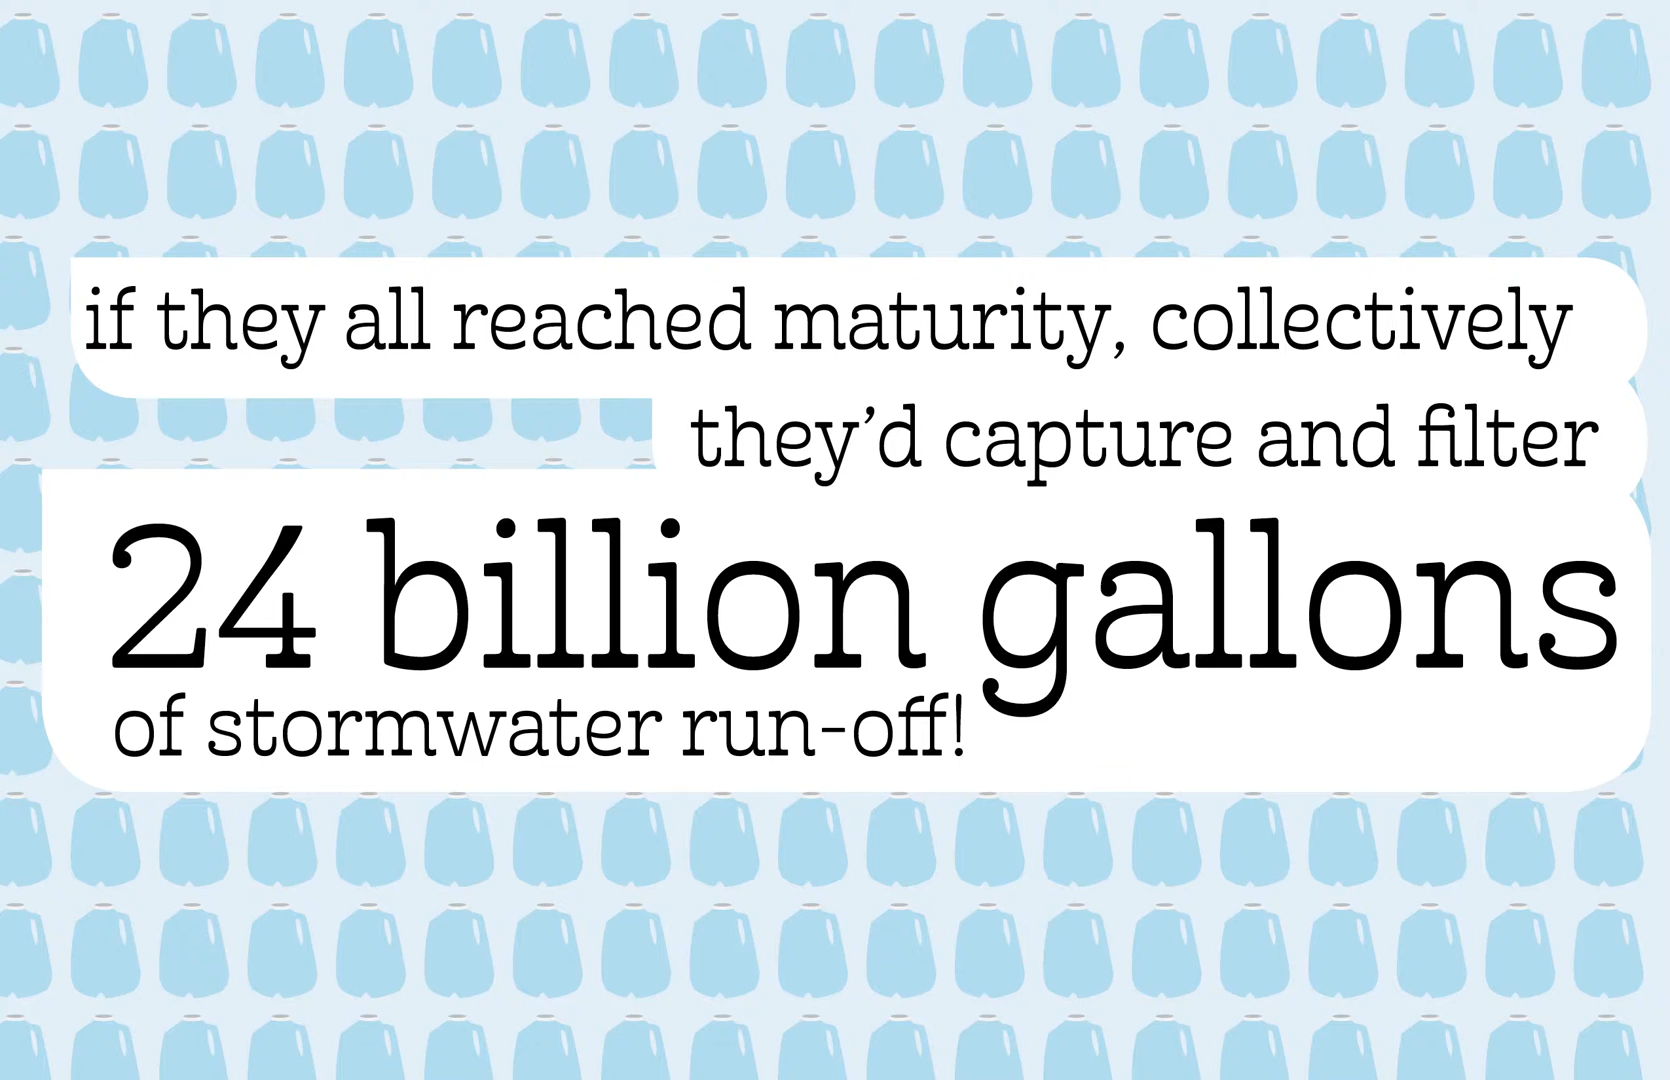 if they all reached maturity, collectively
they’d capture and filter
24 billion gallons
of stormwater run-off!